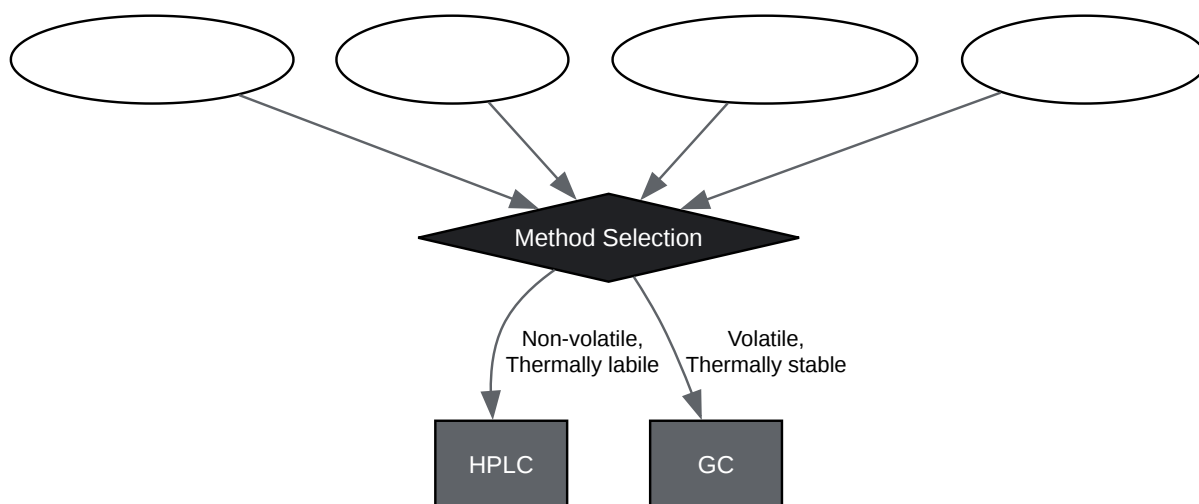 Method Selection
Non-volatile,
Thermally labile
Volatile,
Thermally stable
HPLC
GC